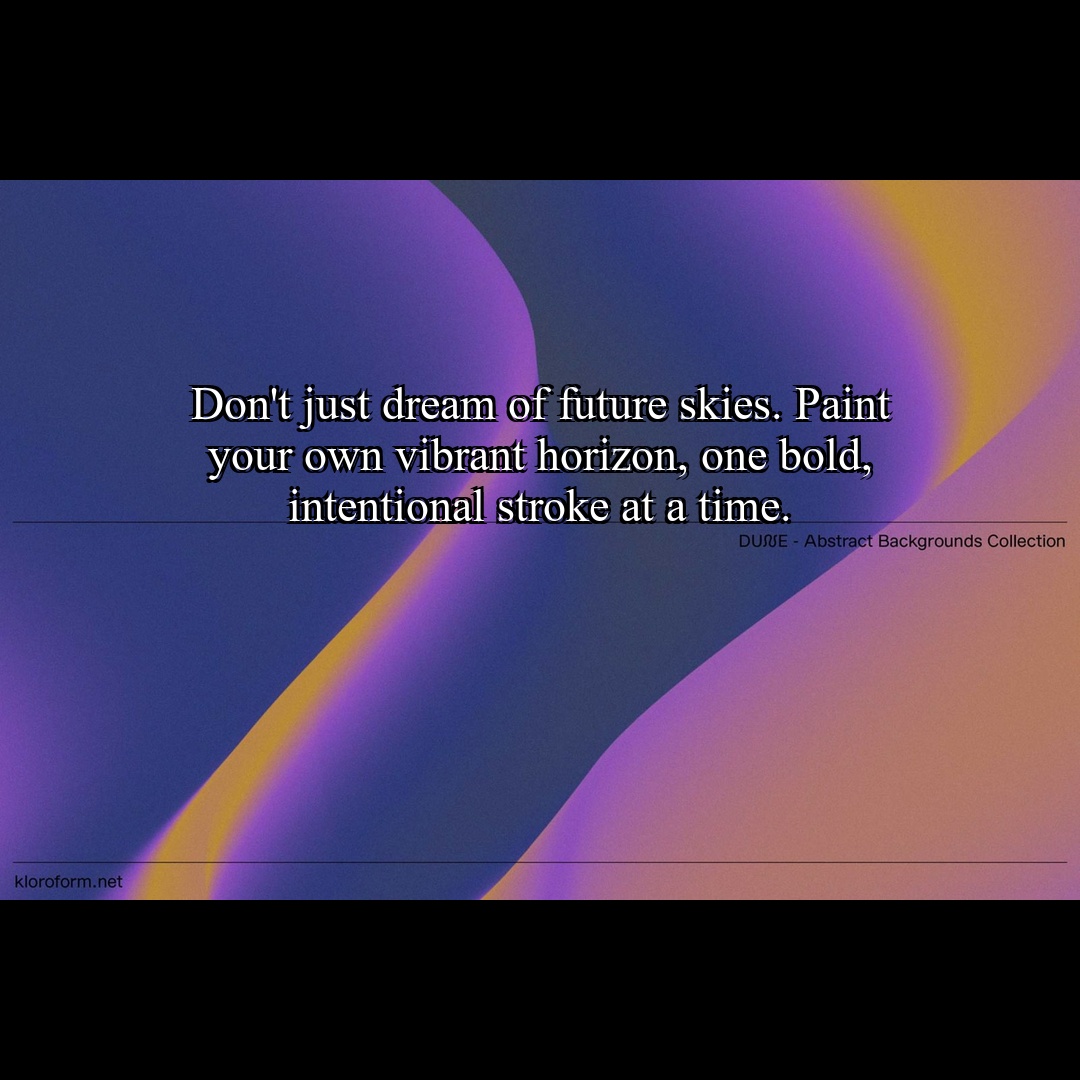 Don't just dream of future skies. Paint
your own vibrant horizon, one bold,
intentional stroke at a time.
DUNE - Abstract Backgrounds Collection
kloroform.net